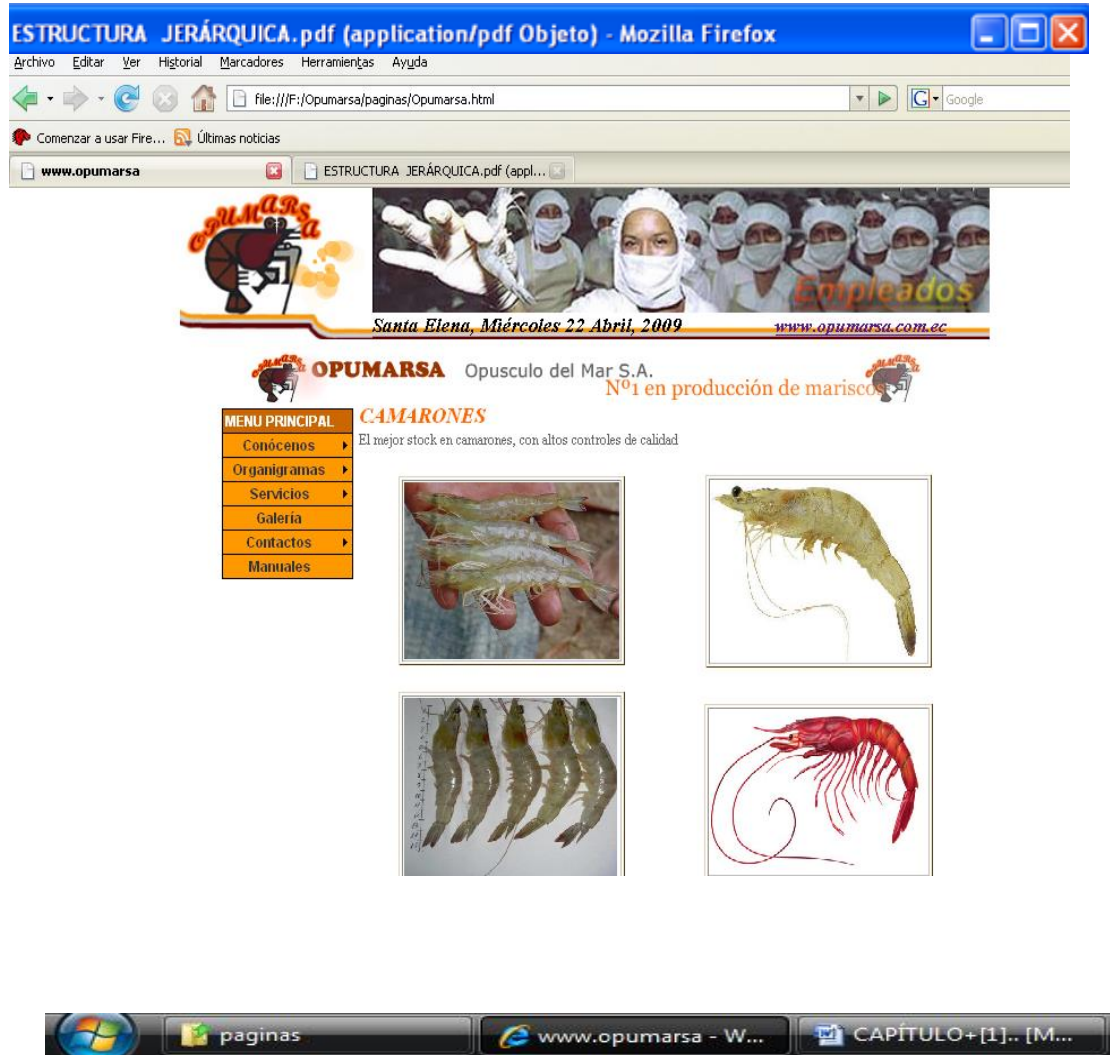 ESTRUCTURA JERÁRQUICA.pdf (application/pdf Objeto) - Mozilla Firefox
Archivo Editar Ver Historial Marcadores Herramientas Ayuda
file:///F:/Opumarsa/paginas/Opumarsa.html
G Google
Comenzar a usar Fire... Últimas noticias
www.opumarsa ESTRUCTURA JERÁRQUICA.pdf (appl...
OPUMARSA
Empleados
Santa Elena, Miércoles 22 Abril, 2009 www.opumarsa.com.ec
OPUMARSA Opusculo del Mar S.A.
Nº1 en producción de mariscos
MENU PRINCIPAL
Conócenos
Organigramas
Servicios
Galería
Contactos
Manuales
CAMARONES
El mejor stock en camarones, con altos controles de calidad
paginas www.opumarsa - W... CAPÍTULO+[1].. [M...